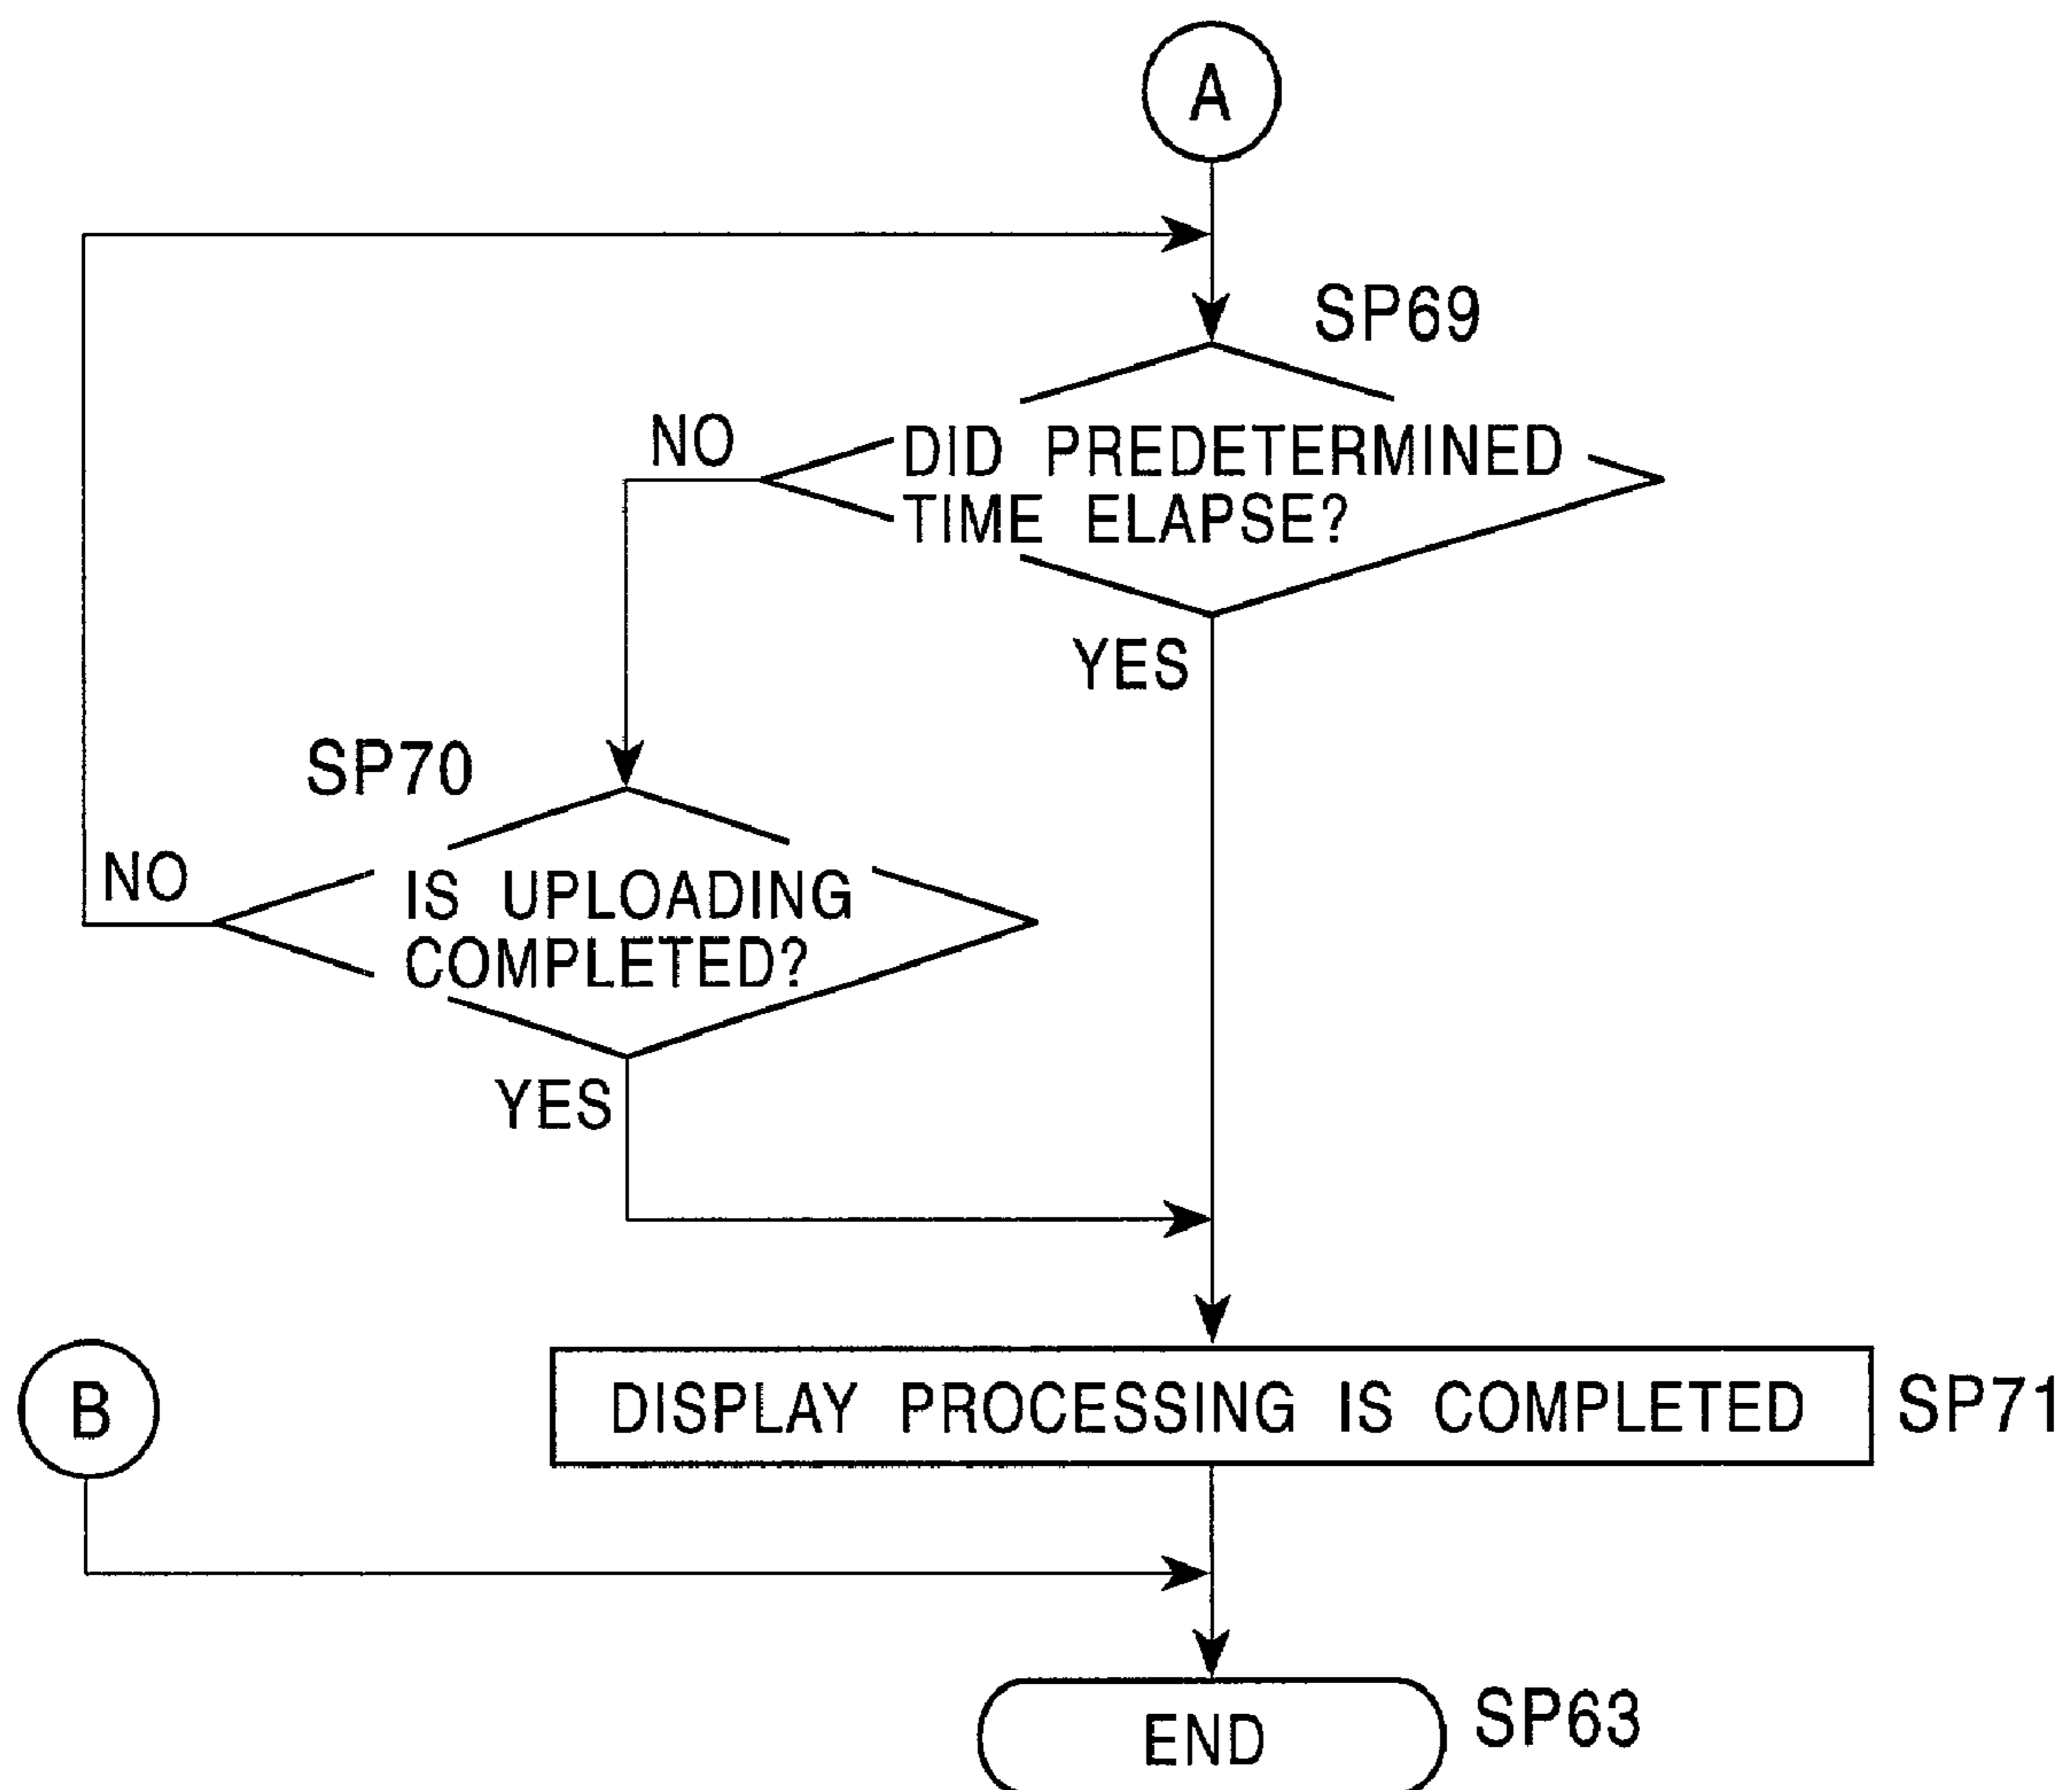 A
SP69
NO
DID PREDETERMINED
TIME ELAPSE?
YES
SP70
NO
IS UPLOADING
COMPLETED?
YES
B
DISPLAY PROCESSING IS COMPLETED
SP71
END
SP63